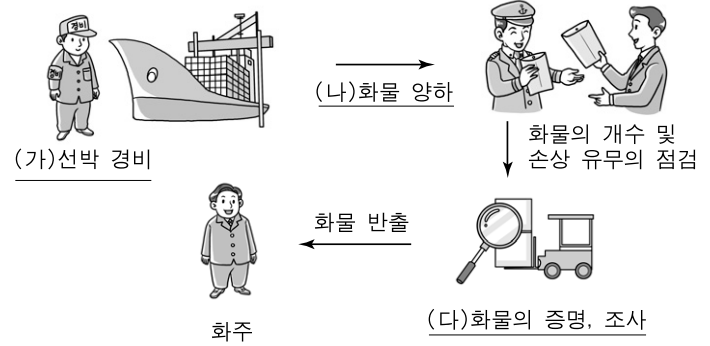 경비
경비
(가)선박 경비
(나)화물 양하
화물의 개수 및
손상 유무의 점검
(다)화물의 증명, 조사
화물 반출
화주